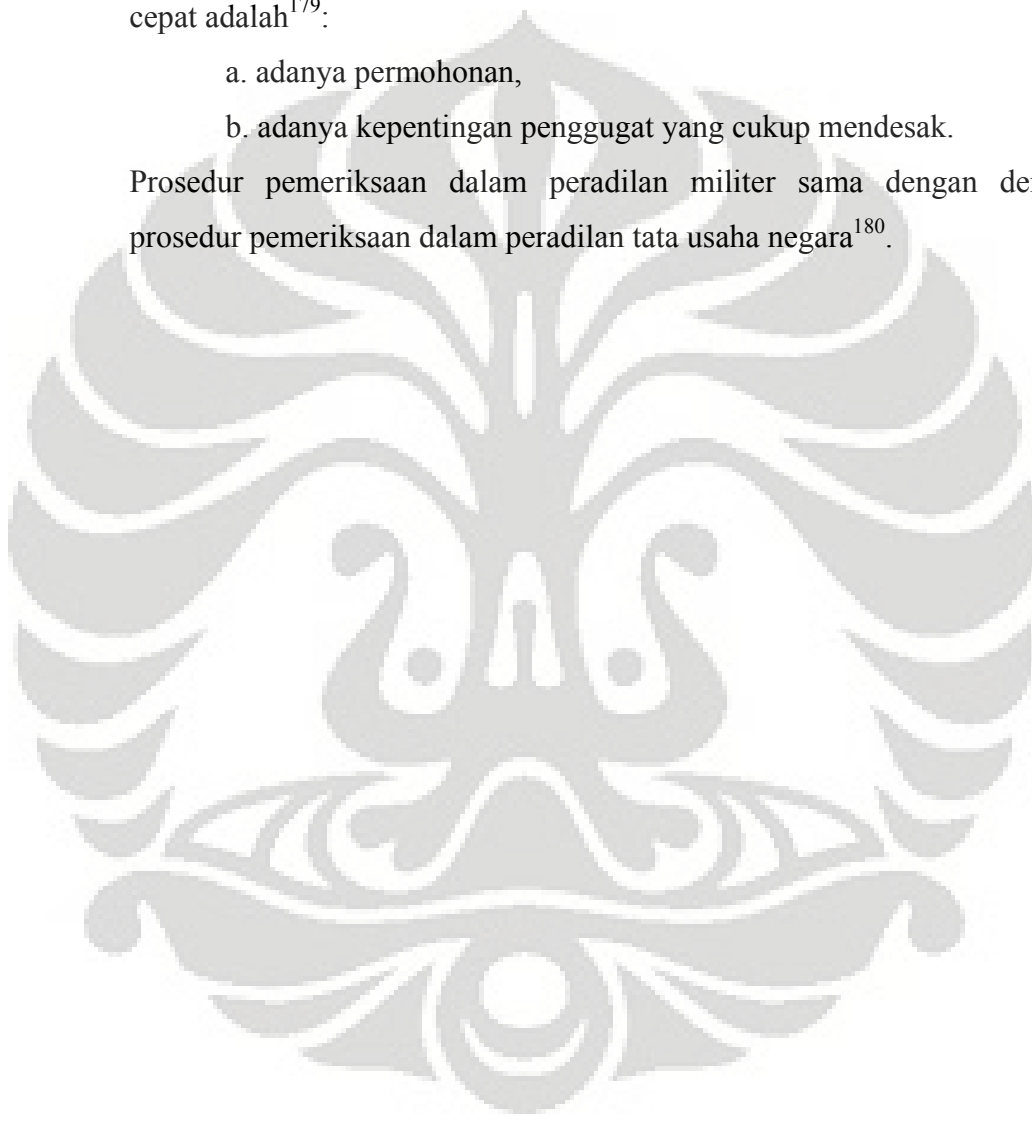 cepat adalah179:
a. adanya permohonan,
b. adanya kepentingan penggugat yang cukup mendesak.
Prosedur pemeriksaan dalam peradilan militer sama dengan
prosedur pemeriksaan dalam peradilan tata usaha negara180.